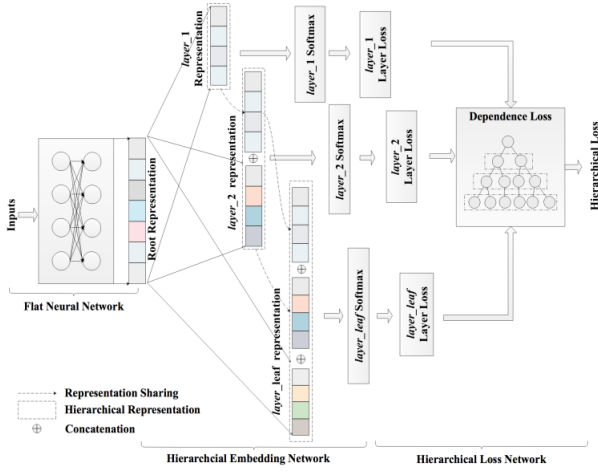 layer_1
Representation
layer_1 Softmax
layer_1
Layer Loss
layer_2 representation
layer_2 Softmax
layer_2
Layer Loss
Dependence Loss
Hierarchical Loss
Inputs
Root Representation
Flat Neural Network
layer_leaf representation
layer_leaf Softmax
layer_leaf
Layer Loss
Representation Sharing
Hierarchical Representation
Concatenation
Hierarchcial Embedding Network
Hierarchical Loss Network